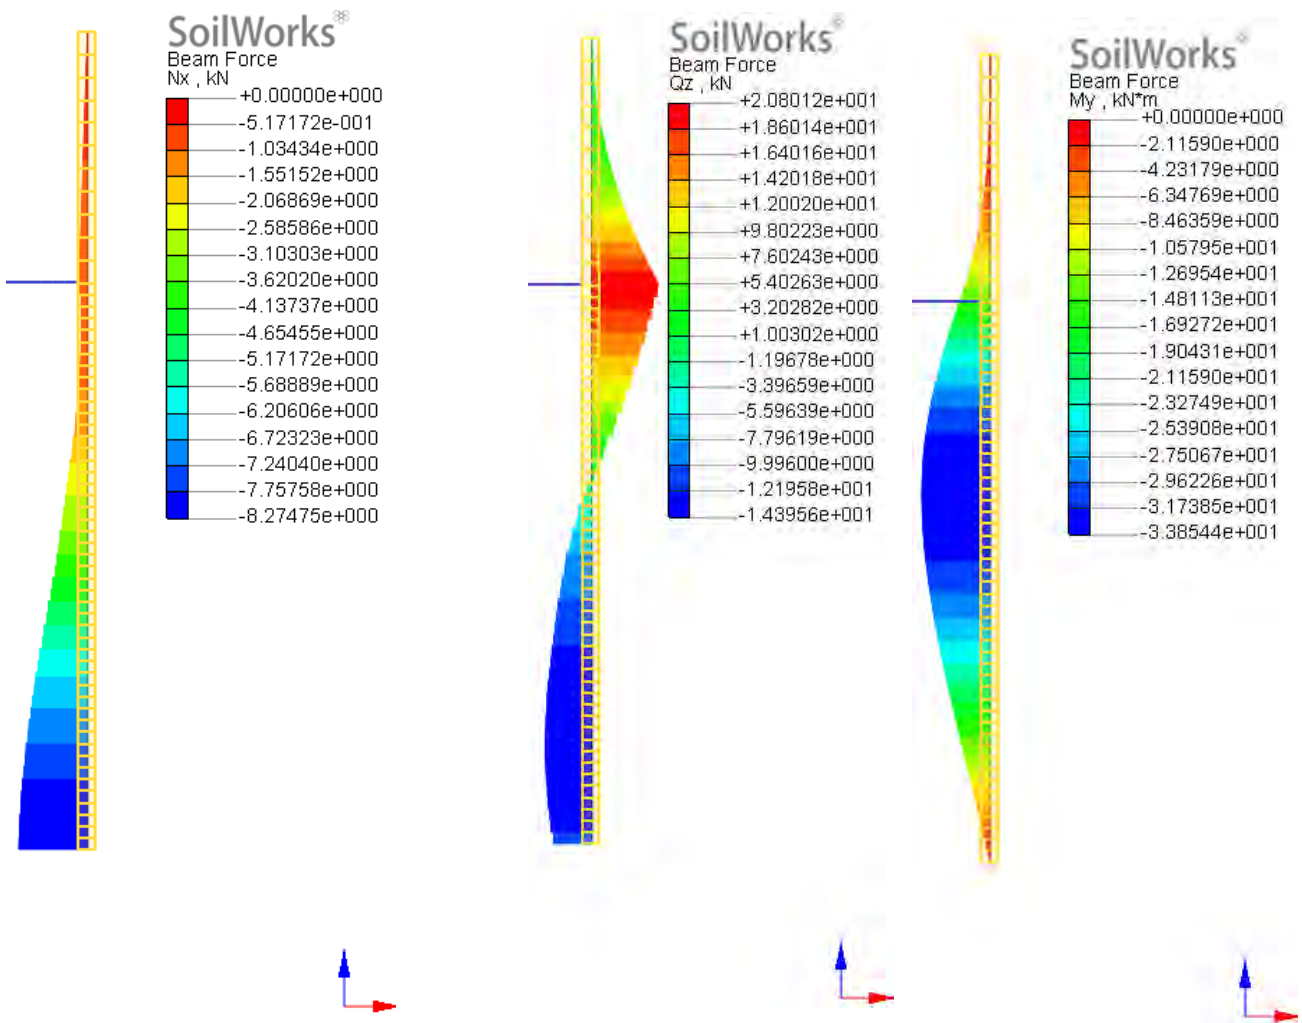 SoilWorks
Beam Force
Nx , kN
+0.00000e+000
-5.17172e-001
-1.03434e+000
-1.55152e+000
-2.06869e+000
-2.58586e+000
-3.10303e+000
-3.62020e+000
-4.13737e+000
-4.65455e+000
-5.17172e+000
-5.68889e+000
-6.20606e+000
-6.72323e+000
-7.24040e+000
-7.75758e+000
-8.27475e+000
SoilWorks
Beam Force
Qz , kN
+2.08012e+001
+1.86014e+001
+1.64016e+001
+1.42018e+001
+1.20020e+001
+9.80223e+000
+7.60243e+000
+5.40263e+000
+3.20282e+000
+1.00302e+000
-1.19678e+000
-3.39659e+000
-5.59639e+000
-7.79619e+000
-9.99600e+000
-1.21958e+001
-1.43956e+001
SoilWorks
Beam Force
My , kN*m
+0.00000e+000
-2.11590e+000
-4.23179e+000
-6.34769e+000
-8.46359e+000
-1.05795e+001
-1.26954e+001
-1.48113e+001
-1.69272e+001
-1.90431e+001
-2.11590e+001
-2.32749e+001
-2.53908e+001
-2.75067e+001
-2.96226e+001
-3.17385e+001
-3.38544e+001